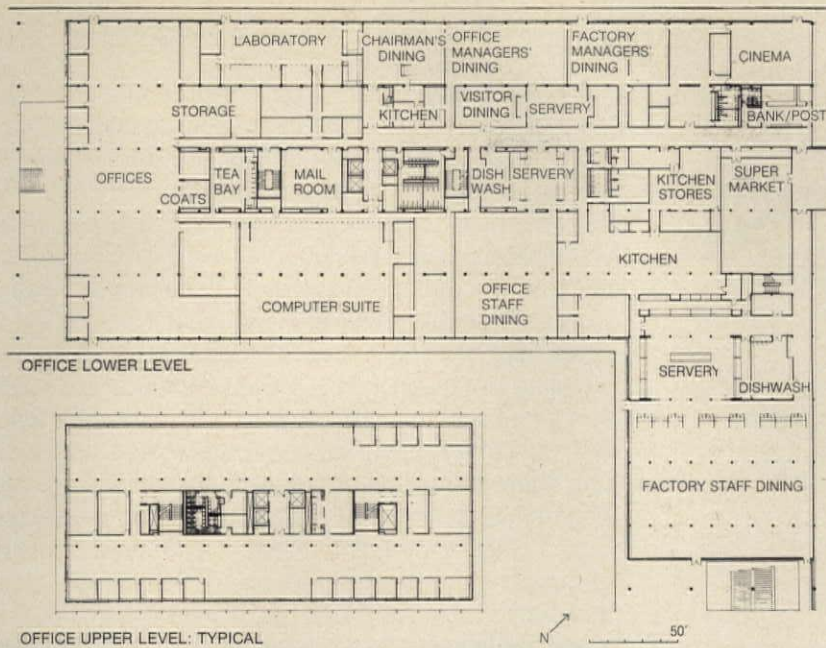 LABORATORY
CHAIRMAN'S
DINING
OFFICE
MANAGERS'
DINING
FACTORY
MANAGERS'
DINING
CINEMA
STORAGE
KITCHEN
VISITOR
DINING
SERVERY
BANK/POST
OFFICES
COATS
TEA
BAY
MAIL
ROOM
DISH
WASH
SERVERY
KITCHEN
STORES
SUPER
MARKET
KITCHEN
COMPUTER SUITE
OFFICE
STAFF
DINING
OFFICE LOWER LEVEL
SERVERY
DISHWASH
FACTORY STAFF DINING
OFFICE UPPER LEVEL: TYPICAL
N
50'